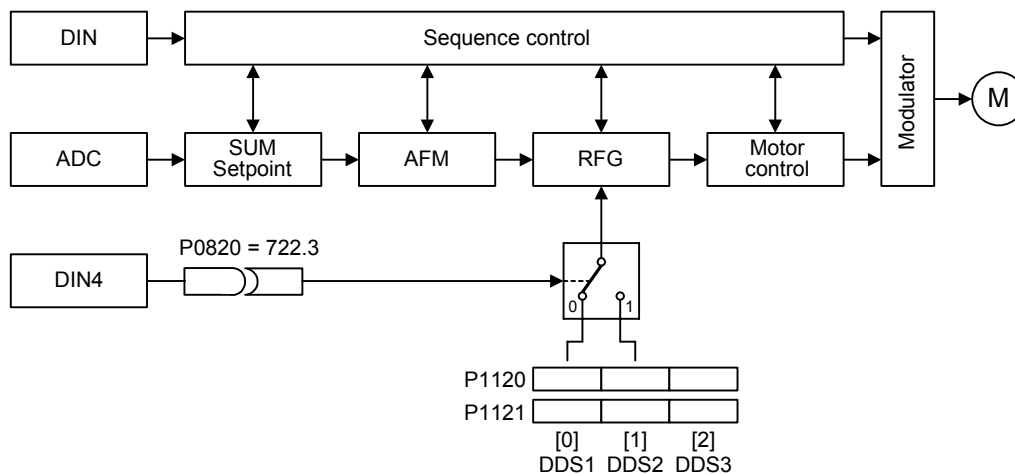 DIN
Sequence control
Modulator
M
ADC
SUM
Setpoint
AFM
RFG
Motor
control
P0820 = 722.3
DIN4
0
1
P1120
P1121
[0] [1] [2]
DDS1 DDS2 DDS3